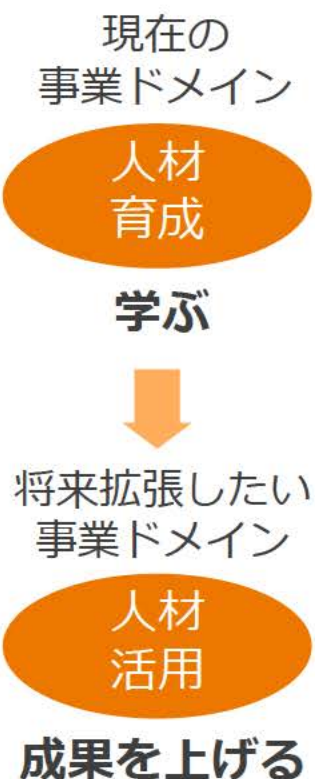 現在の
事業ドメイン
人材
育成
学ぶ
将来拡張したい
事業ドメイン
人材
活用
成果を上げる